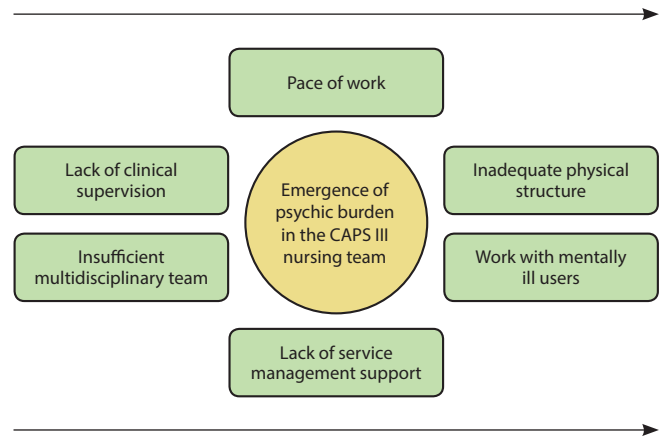 Pace of work
Lack of clinical
supervision
Emergence of
psychic burden
in the CAPS III
nursing team
Inadequate physical
structure
Insufficient
multidisciplinary team
Work with mentally
ill users
Lack of service
management support